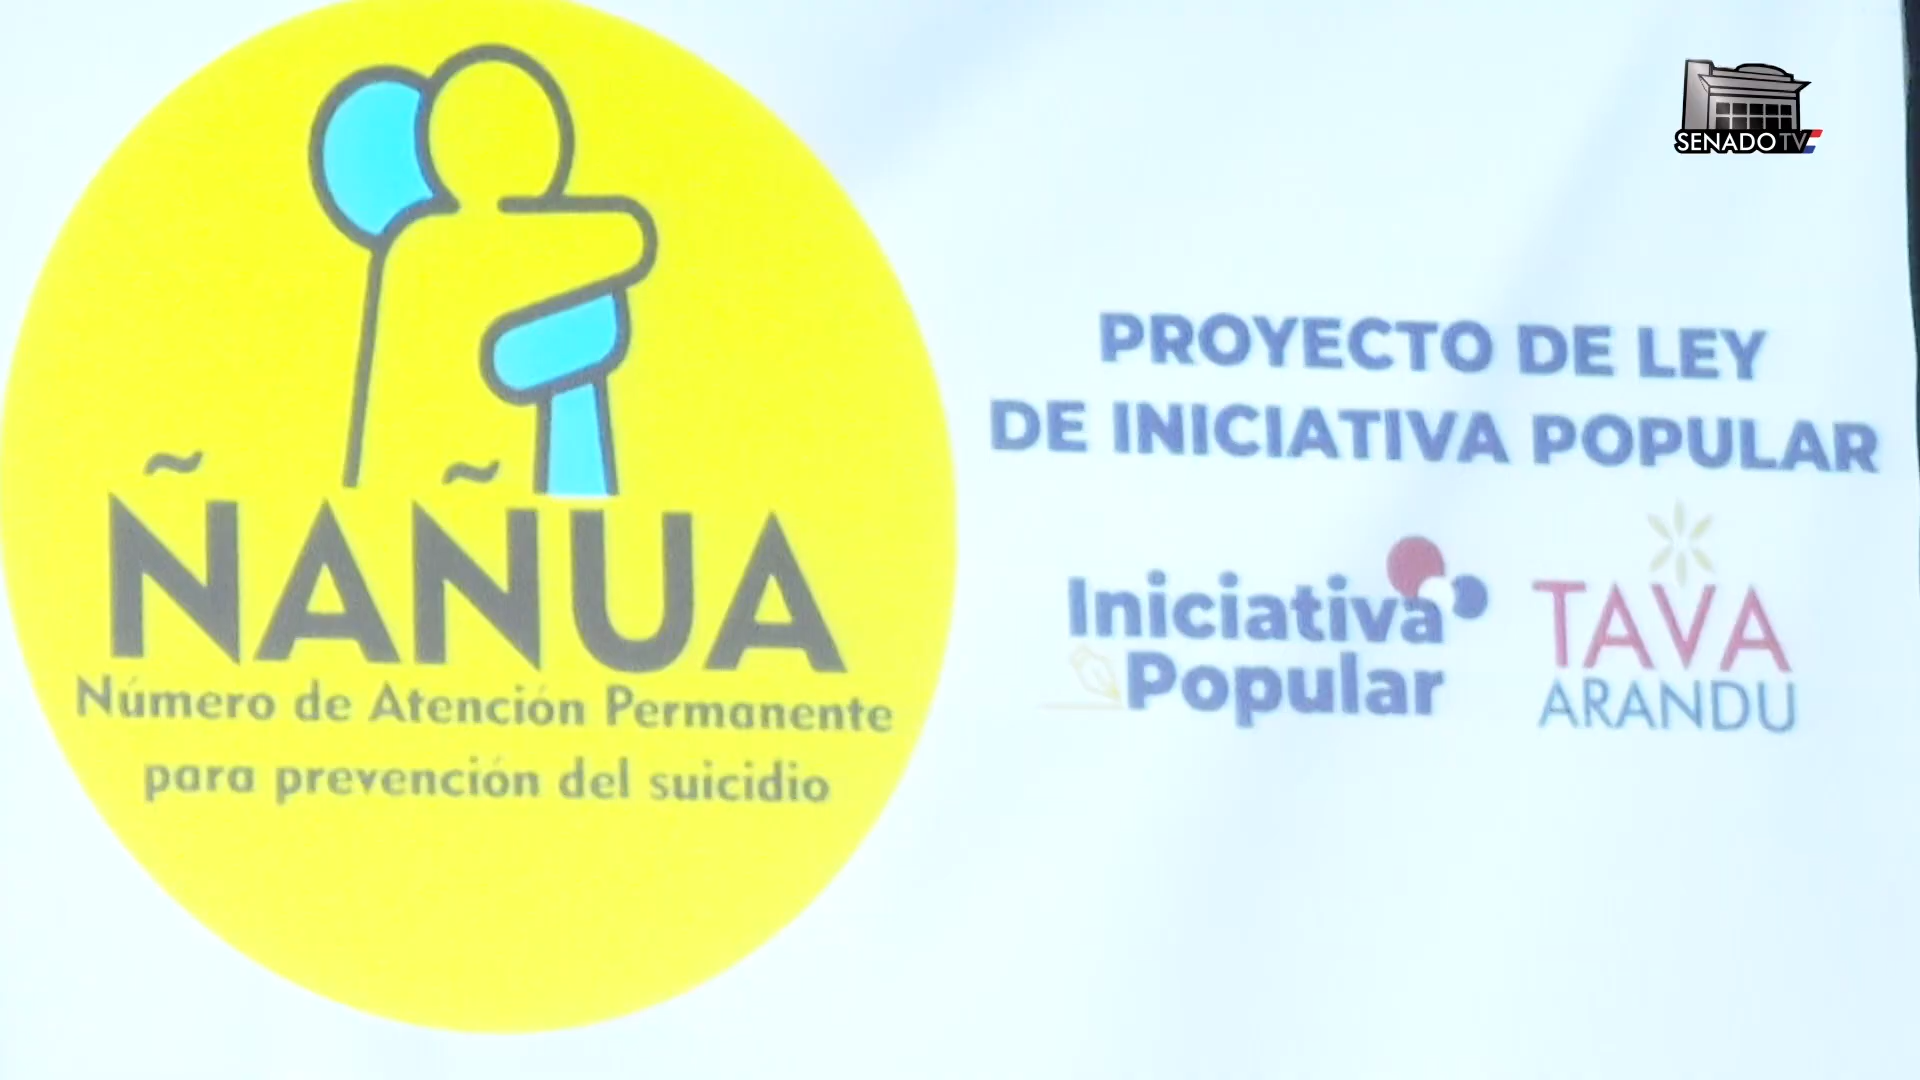 SENADO TV
ÑAÑUA
Número de Atención Permanente
para prevención del suicidio
PROYECTO DE LEY
DE INICIATIVA POPULAR
Iniciativa
Popular
TAVA
ARANDU